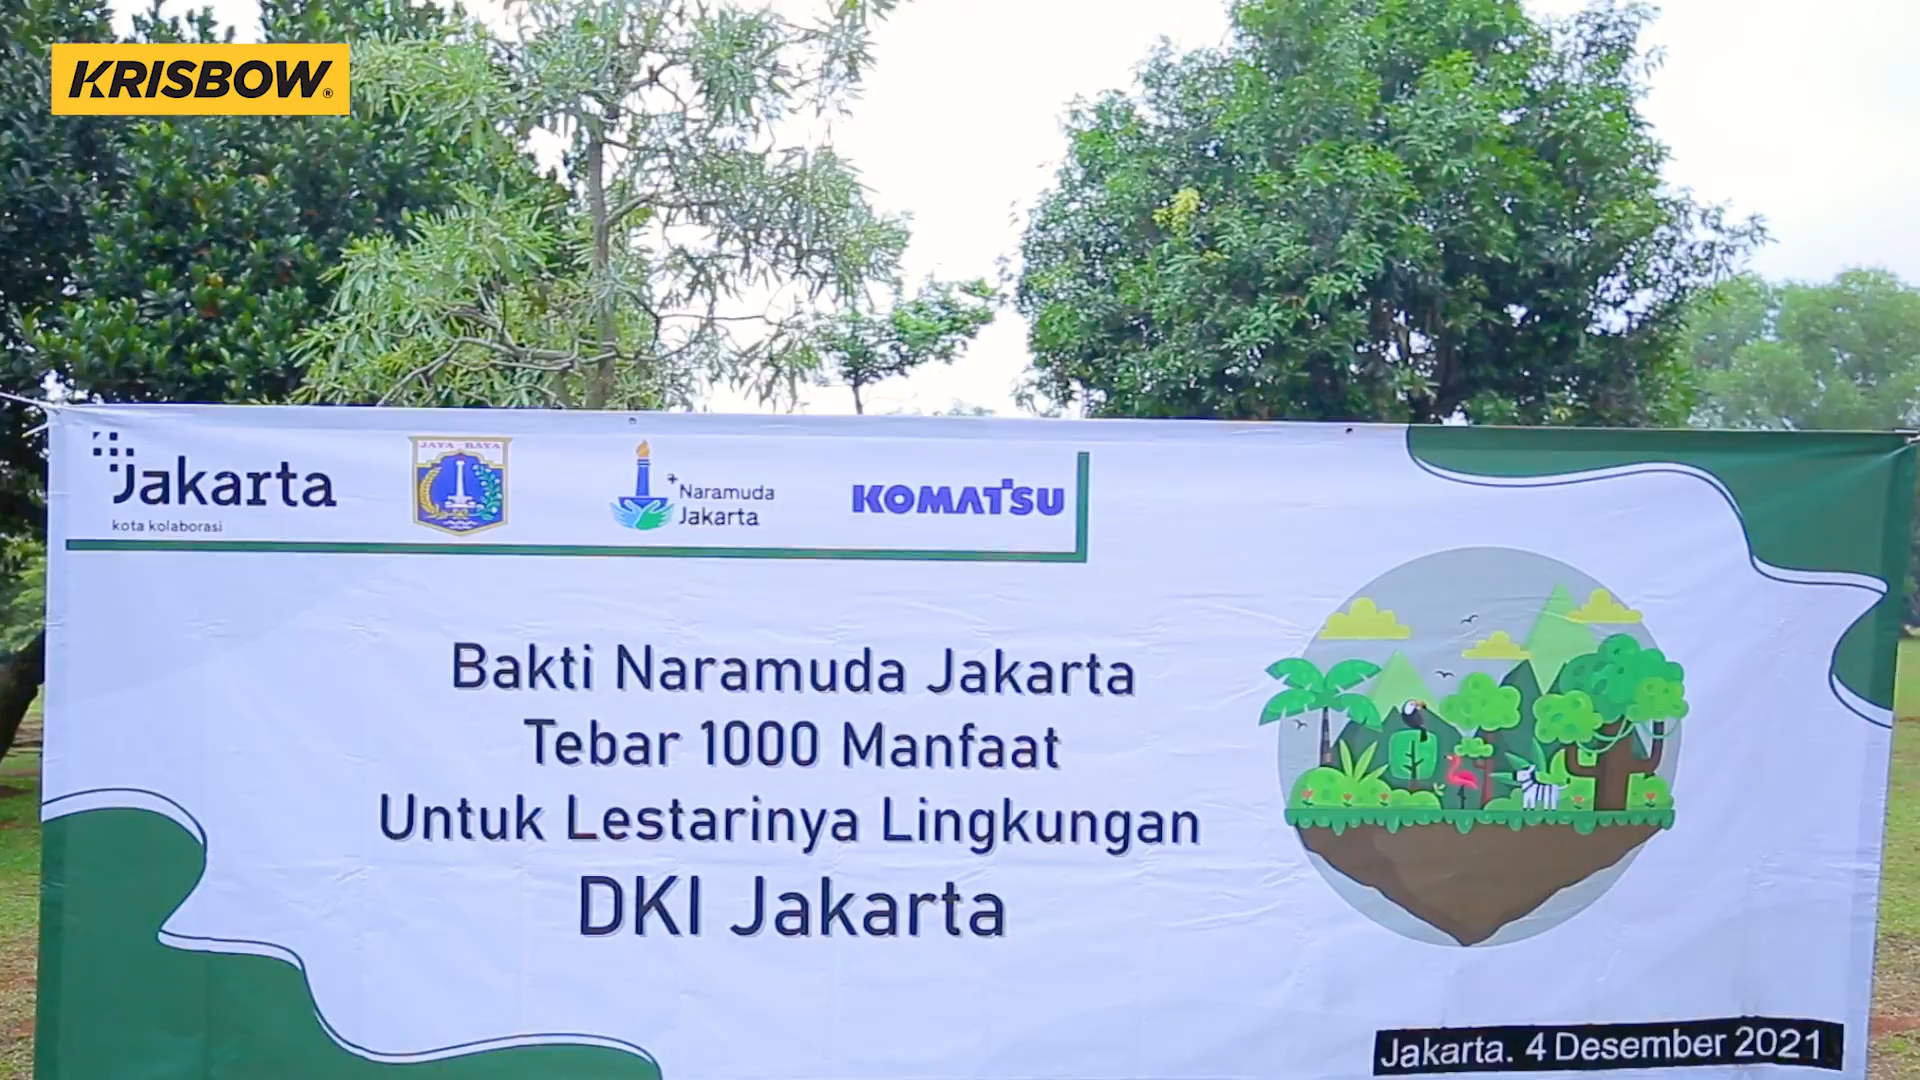 KRISBOW®
Jakarta
kota kolaborasi
JAYA RAYA
Naramuda
Jakarta
KOMATSU
Bakti Naramuda Jakarta
Tebar 1000 Manfaat
Untuk Lestarinya Lingkungan
DKI Jakarta
Jakarta. 4 Desember 2021